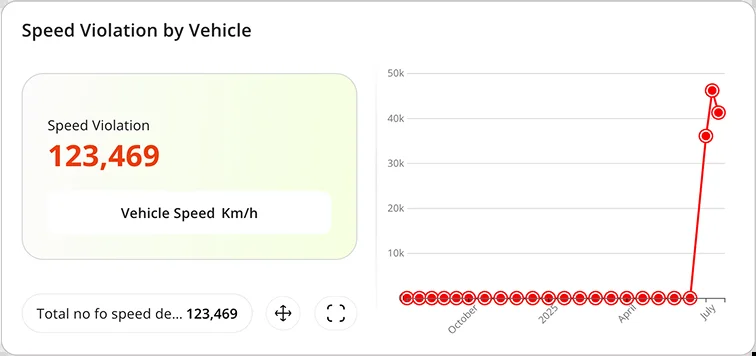 Speed Violation by Vehicle
Speed Violation
123,469
Vehicle Speed Km/h
Total no fo speed de... 123,469
50k
40k
30k
20k
10k
October
2025
April
July